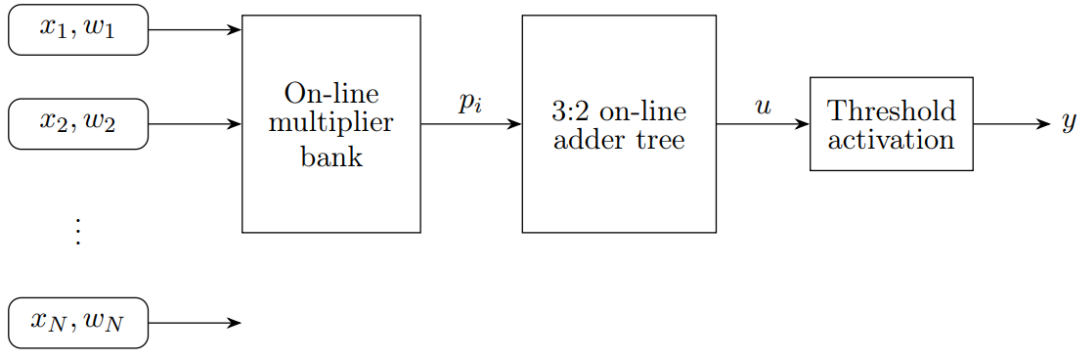 x_1, w_1
x_2, w_2
⋮
x_N, w_N
On-line
multiplier
bank
p_i
3:2 on-line
adder tree
u
Threshold
activation
y